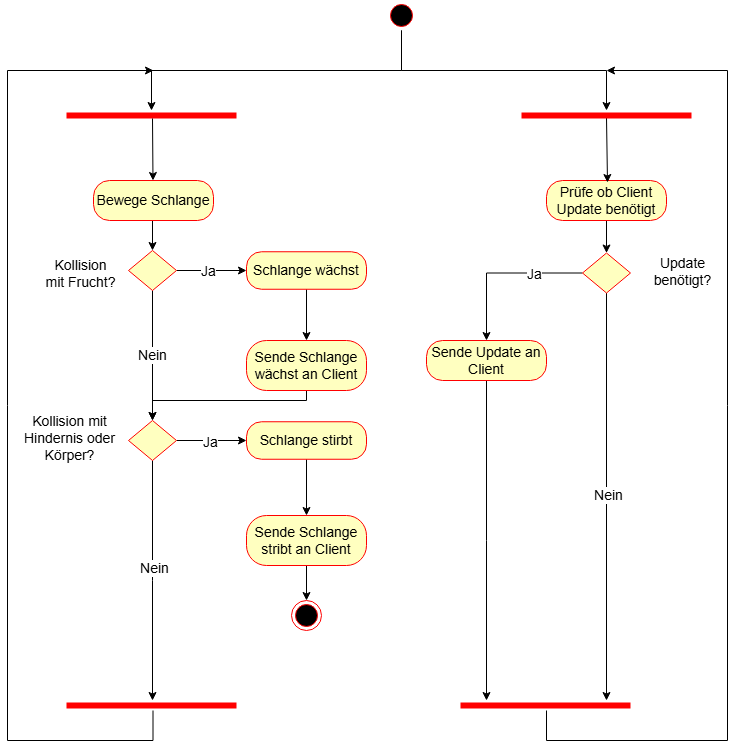 Bewege Schlange
Kollision
mit Frucht?
Ja
Schlange wächst
Nein
Sende Schlange
wächst an Client
Kollision mit
Hindernis oder
Körper?
Ja
Schlange stirbt
Sende Schlange
stribt an Client
Nein
Prüfe ob Client
Update benötigt
Update
benötigt?
Ja
Sende Update an
Client
Nein